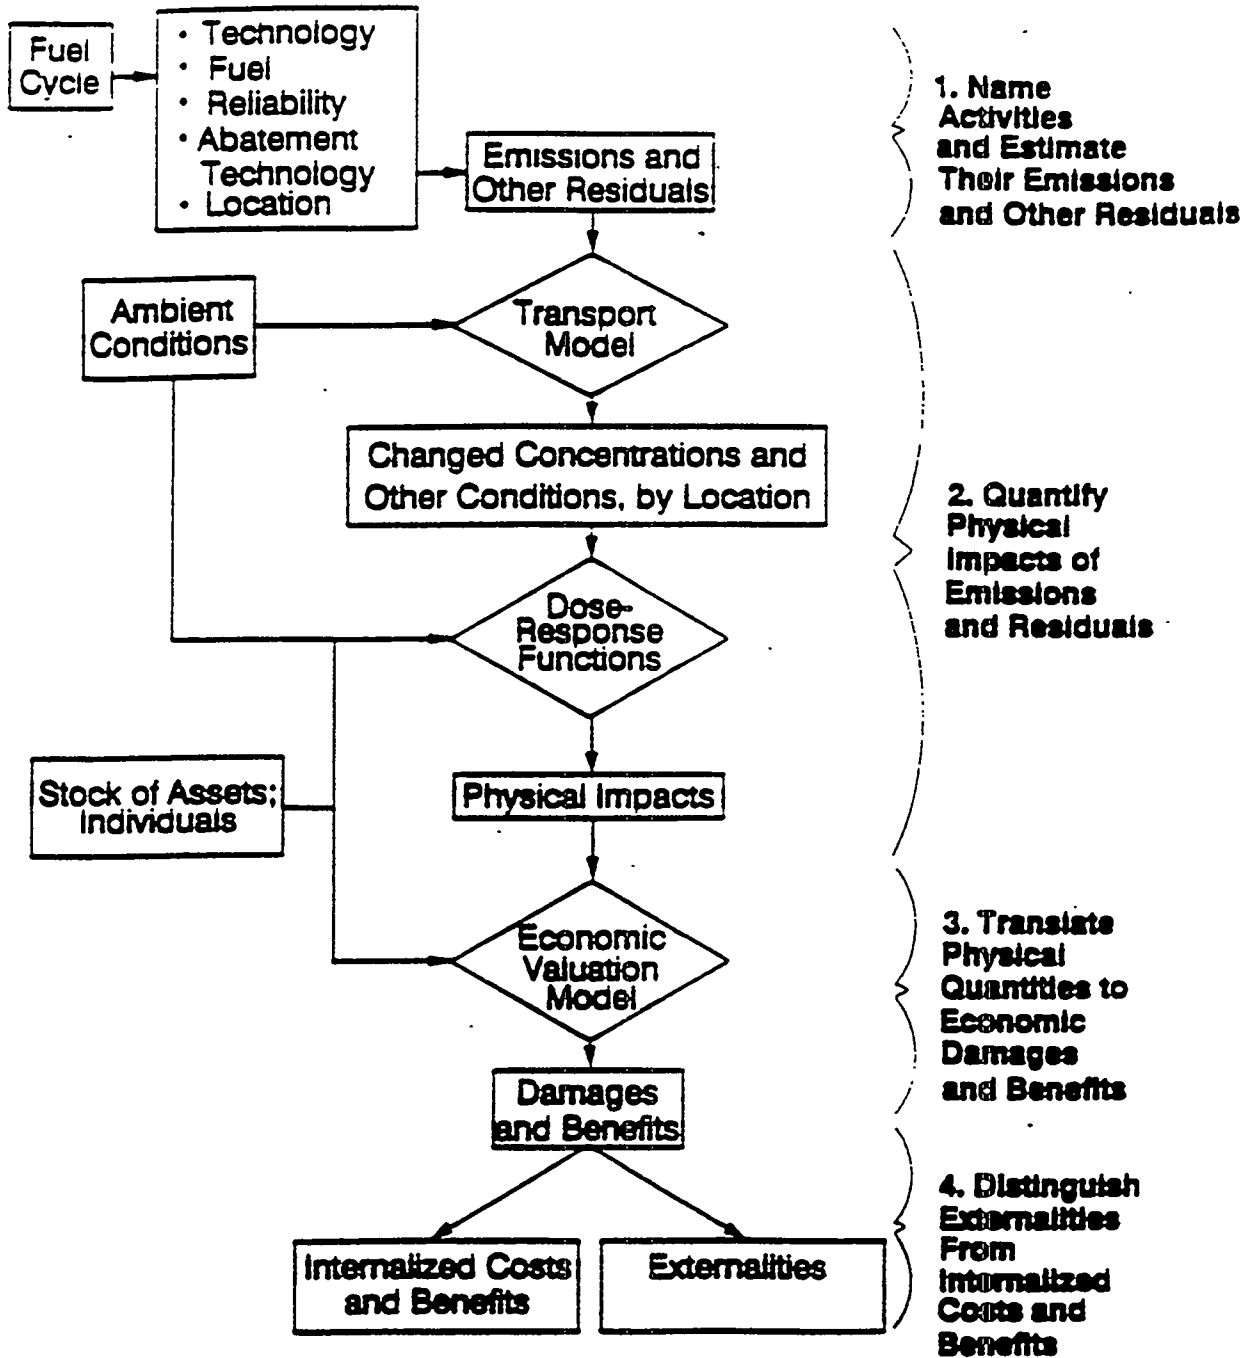 Fuel
Cycle
• Technology
• Fuel
• Reliability
• Abatement
Technology
• Location
Emissions and
Other Residuals
1. Name
Activities
and Estimate
Their Emissions
and Other Residuals
Ambient
Conditions
Transport
Model
Changed Concentrations and
Other Conditions, by Location
2. Quantify
Physical
Impacts of
Emissions
and Residuals
Dose-
Response
Functions
Stock of Assets;
Individuals
Physical Impacts
Economic
Valuation
Model
3. Translate
Physical
Quantities to
Economic
Damages
and Benefits
Damages
and Benefits
Internalized Costs
and Benefits
Externalities
4. Distinguish
Externalities
From
Internalized
Costs and
Benefits